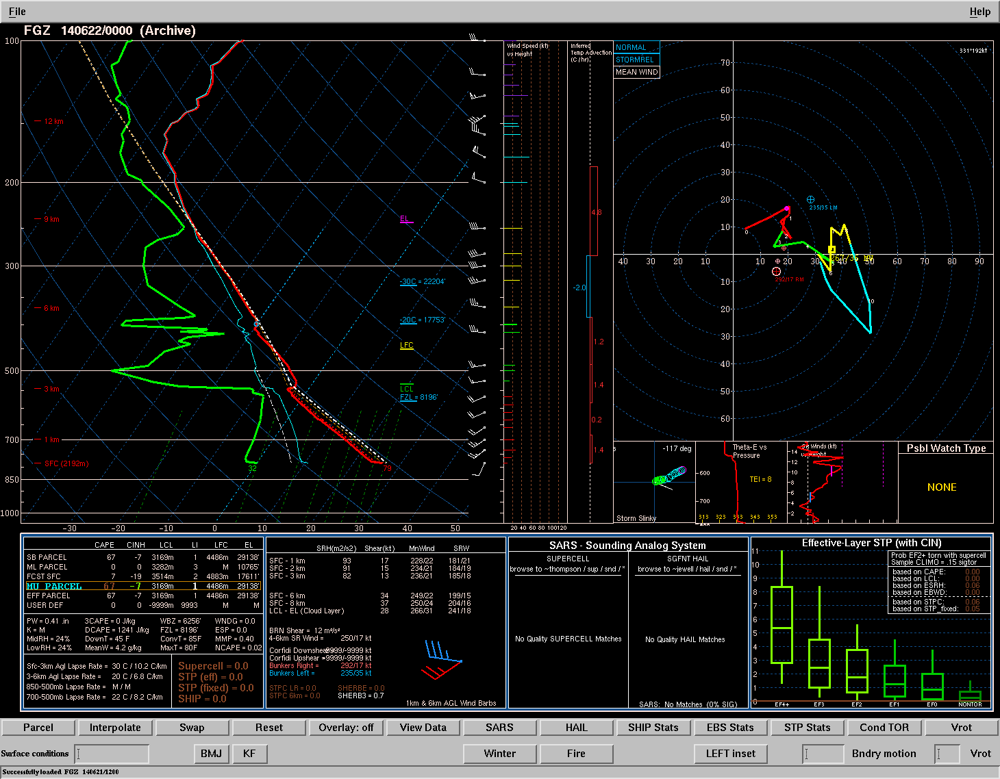 File Help
FGZ 140622/0000 (Archive)
100
200
300
500
700
850
1000
12 km
9 km
6 km
3 km
1 km
SFC (2192m)
EL
-30C = 22204'
-20C = 17753'
LFC
LCL
FZL = 8196'
32
79
-30 -20 -10 0 10 20 30 40 50
Wind Speed (kt)
vs Height
20 40 60 80 100120
Inferred
Temp Advection
(C / hr)
4.8
-2.0
1.2
1.4
0.2
1.4
NORMAL
STORMREL
MEAN WIND
331°192kt
70
60
50
40
30
20
10
40 30 20 10 10 20 30 40 50 60 70 80 90
10
20
30
40
50
60
235/35 LM
292/17 RM
267/36 MW
-117 deg
Storm Slinky
Theta-E vs
Pressure
TEI = 8
600
700
313 323 333 343 353
SR Winds (kt)
vs Height
14
12
10
8
6
4
2
Psbl Watch Type
NONE
CAPE CINH LCL LI LFC EL
SB PARCEL 67 -7 3169m 1 4486m 29138'
ML PARCEL 0 0 3282m 3 M 10765'
FCST SFC 7 -19 3514m 2 4883m 17611'
MU PARCEL 67 -7 3169m 1 4486m 29138'
EFF PARCEL 67 -7 3169m 1 4486m 29138'
USER DEF 0 0 -9999m 9993 M M
PW = 0.41 .in 3CAPE = 0 J/kg WBZ = 6256' WNDG = 0.0
K = M DCAPE = 1241 J/kg FZL = 8196' ESP = 0.0
MidRH = 24% DownT = 45 F ConvT = 85F MMP = 0.40
LowRH = 24% MeanW = 4.2 g/kg MaxT = 80F NCAPE = 0.02
Sfc-3km Agl Lapse Rate = 30 C / 10.2 C/km
3-6km Agl Lapse Rate = 20 C / 6.8 C/km
850-500mb Lapse Rate = M / M
700-500mb Lapse Rate = 22 C / 8.2 C/km
Supercell = 0.0
STP (eff) = 0.0
STP (fixed) = 0.0
SHIP = 0.0
SRH(m2/s2) Shear(kt) MnWind SRW
SFC - 1 km 93 17 228/22 181/21
SFC - 2 km 91 15 234/21 184/19
SFC - 3 km 82 13 236/21 185/18
SFC - 6 km 34 249/22 199/15
SFC - 8 km 37 250/24 204/16
LCL - EL (Cloud Layer) 28 266/31 241/18
BRN Shear = 12 m²/s²
4-6km SR Wind = 250/17 kt
Corfidi Downshear = -9999/-9999 kt
Corfidi Upshear = -9999/-9999 kt
Bunkers Right = 292/17 kt
Bunkers Left = 235/35 kt
STPC LR = 0.0 SHERBE = 0.0
STPC 6km = 0.0 SHERB3 = 0.7
1km & 6km AGL Wind Barbs
SARS - Sounding Analog System
SUPERCELL SGFNT HAIL
browse to ~thompson / sup / snd / * browse to ~jewell / hail / snd / *
No Quality SUPERCELL Matches No Quality HAIL Matches
SARS: No Matches (0% SIG)
Effective-Layer STP (with CIN)
Prob EF2+ torn with supercell
Sample CLIMO = .15 sigtor
based on CAPE: 0.00
based on LCL: 0.00
based on ESRH: 0.06
based on EBWD: 0.00
based on STPC: 0.06
based on STP_fixed: 0.05
11
10
9
8
7
6
5
4
3
2
1
0
EF4+ EF3 EF2 EF1 EF0 NONTOR
Parcel Interpolate Swap Reset Overlay: off View Data SARS HAIL SHIP Stats EBS Stats STP Stats Cond TOR Vrot
Surface conditions BMJ KF Winter Fire LEFT inset Bndry motion Vrot
Successfully loaded FGZ 140621/1200